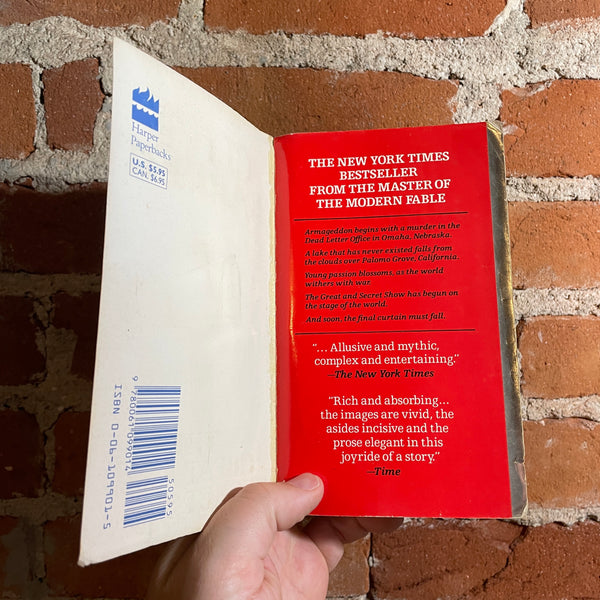 Harper
Paperbacks
U.S. $5.95
CAN. $6.95
9 780061 099014
50595
ISBN 0-06-109901-5
THE NEW YORK TIMES
BESTSELLER
FROM THE MASTER OF
THE MODERN FABLE
Armageddon begins with a murder in the
Dead Letter Office in Omaha, Nebraska.
A lake that has never existed falls from
the clouds over Palomo Grove, California.
Young passion blossoms, as the world
withers with war.
The Great and Secret Show has begun on
the stage of the world.
And soon, the final curtain must fall.
“... Allusive and mythic,
complex and entertaining.”
—The New York Times
“Rich and absorbing...
the images are vivid, the
asides incisive and the
prose elegant in this
joyride of a story.”
—Time